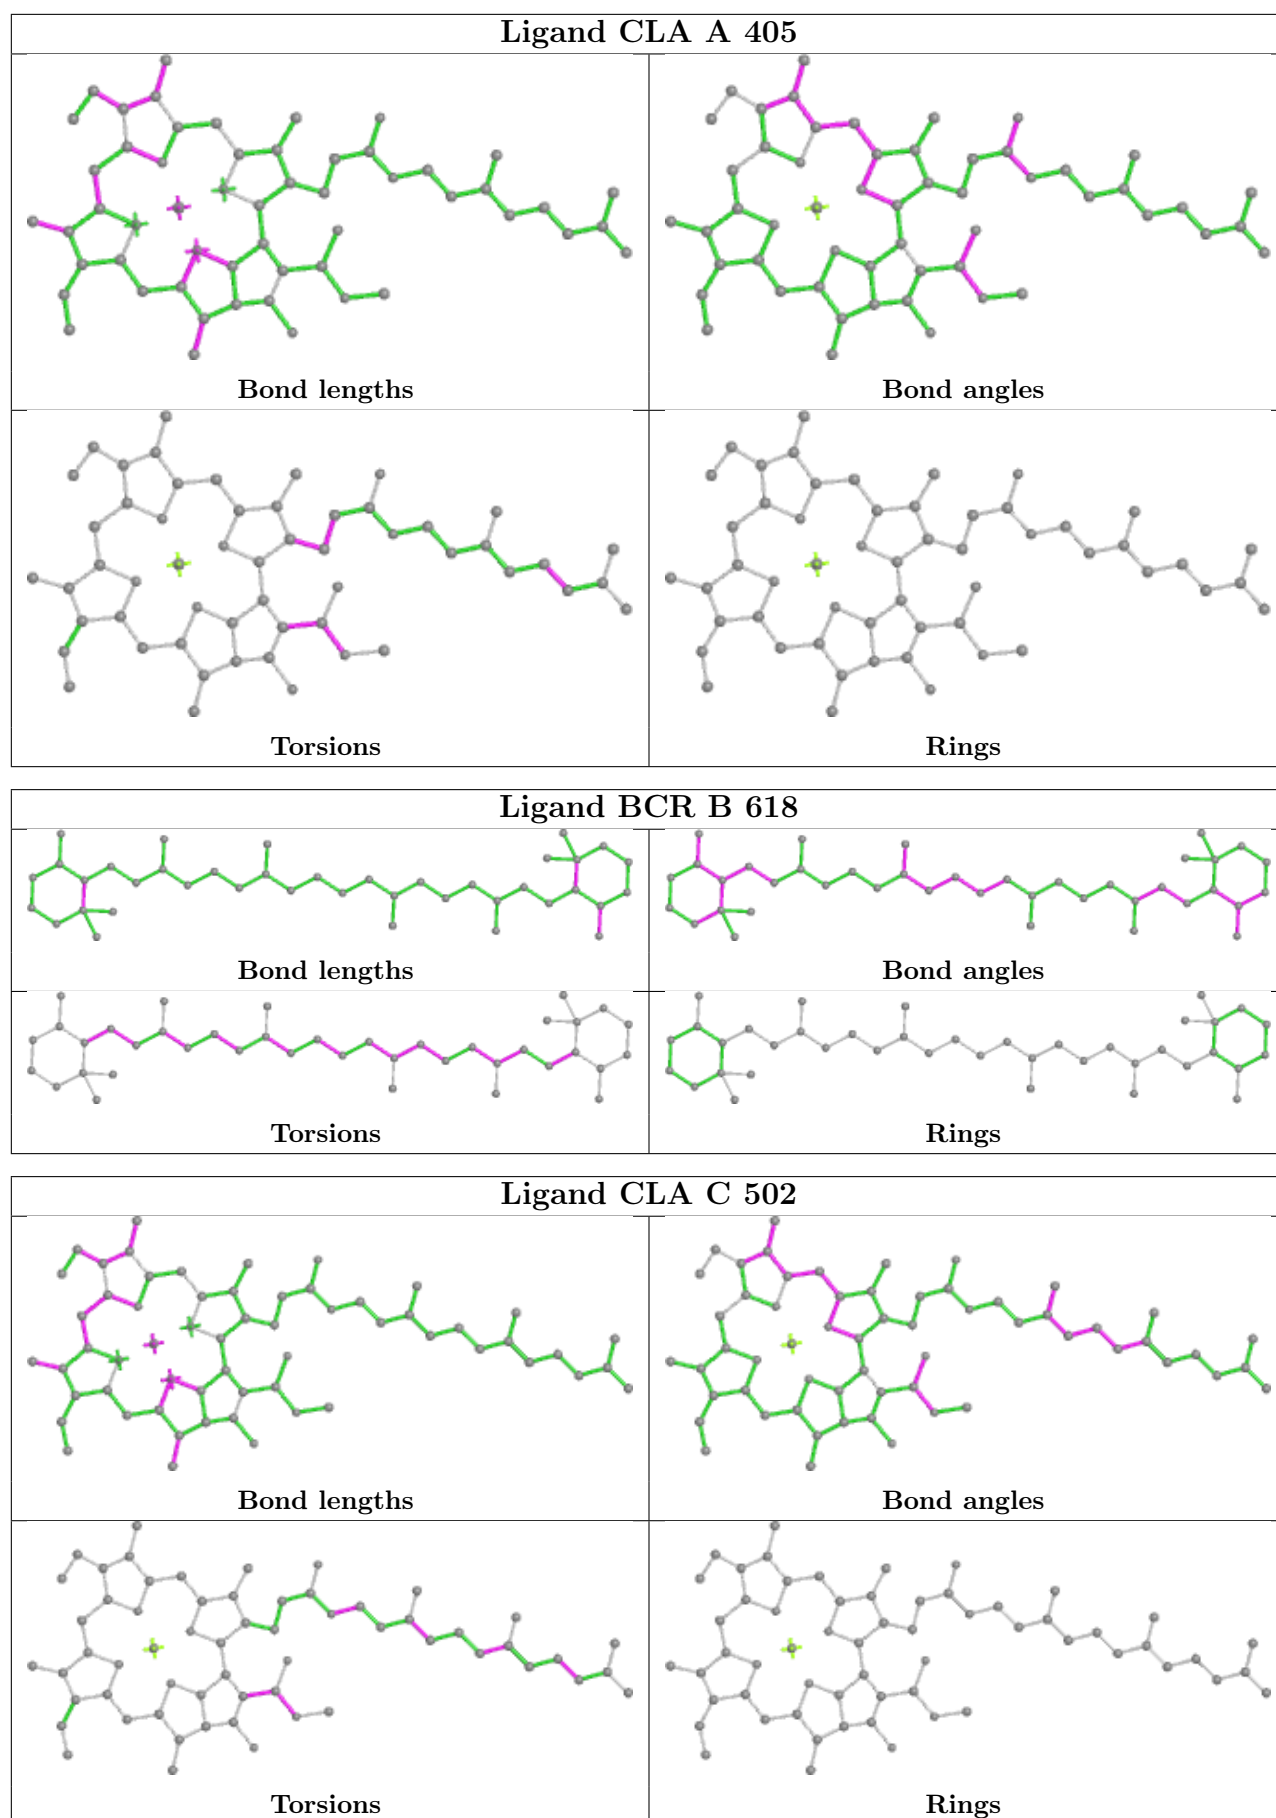 Ligand CLA A 405
Bond lengths
Bond angles
Torsions
Rings
Ligand BCR B 618
Bond lengths
Bond angles
Torsions
Rings
Ligand CLA C 502
Bond lengths
Bond angles
Torsions
Rings